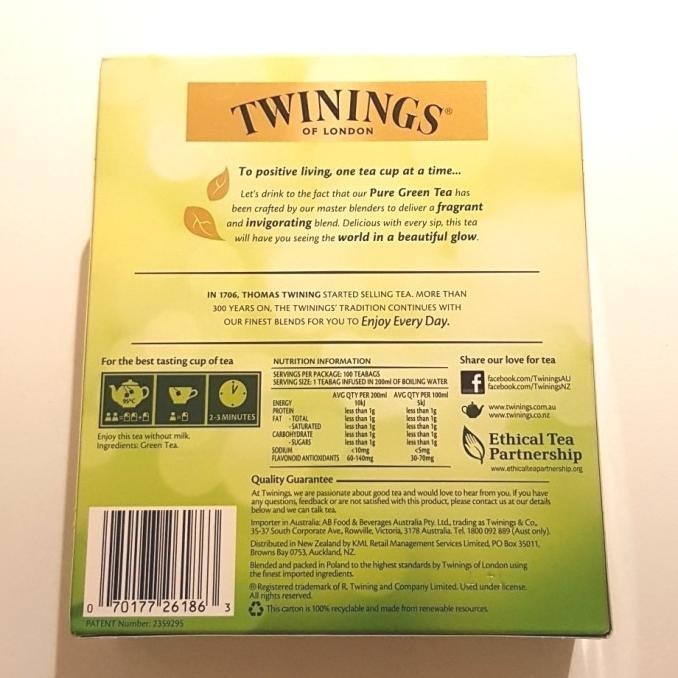 TWININGS®
OF LONDON
To positive living, one tea cup at a time...
Let's drink to the fact that our Pure Green Tea has
been crafted by our master blenders to deliver a fragrant
and invigorating blend. Delicious with every sip, this tea
will have you seeing the world in a beautiful glow.
IN 1706, THOMAS TWINING STARTED SELLING TEA. MORE THAN
300 YEARS ON, THE TWININGS' TRADITION CONTINUES WITH
OUR FINEST BLENDS FOR YOU TO Enjoy Every Day.
For the best tasting cup of tea
95°C
2-3 MINUTES
Enjoy this tea without milk.
Ingredients: Green Tea.
NUTRITION INFORMATION
SERVINGS PER PACKAGE: 100 TEABAGS
SERVING SIZE: 1 TEABAG INFUSED IN 200ml OF BOILING WATER
AVG QTY PER 200ml AVG QTY PER 100ml
ENERGY 10kJ 5kJ
PROTEIN less than 1g less than 1g
FAT -TOTAL less than 1g less than 1g
-SATURATED less than 1g less than 1g
CARBOHYDRATE less than 1g less than 1g
-SUGARS less than 1g less than 1g
SODIUM <10mg <5mg
FLAVONOID ANTIOXIDANTS 60-140mg 30-70mg
Share our love for tea
facebook.com/TwiningsAU
facebook.com/TwiningsNZ
www.twinings.com.au
www.twinings.co.nz
Ethical Tea
Partnership
www.ethicalteapartnership.org
Quality Guarantee
At Twinings, we are passionate about good tea and would love to hear from you. If you have
any questions, feedback or are not satisfied with this product, please contact us at our details
below and we can talk tea.
Importer in Australia: AB Food & Beverages Australia Pty. Ltd., trading as Twinings & Co.,
35-37 South Corporate Ave., Rowville, Victoria, 3178 Australia. Tel. 1800 092 889 (Aust only).
Distributed in New Zealand by KML Retail Management Services Limited, PO Box 35011,
Browns Bay 0753, Auckland, NZ.
Blended and packed in Poland to the highest standards by Twinings of London using
the finest imported ingredients.
® Registered trademark of R. Twining and Company Limited. Used under license.
All rights reserved.
This carton is 100% recyclable and made from renewable resources.
0 70177 26186 3
PATENT Number: 2359295